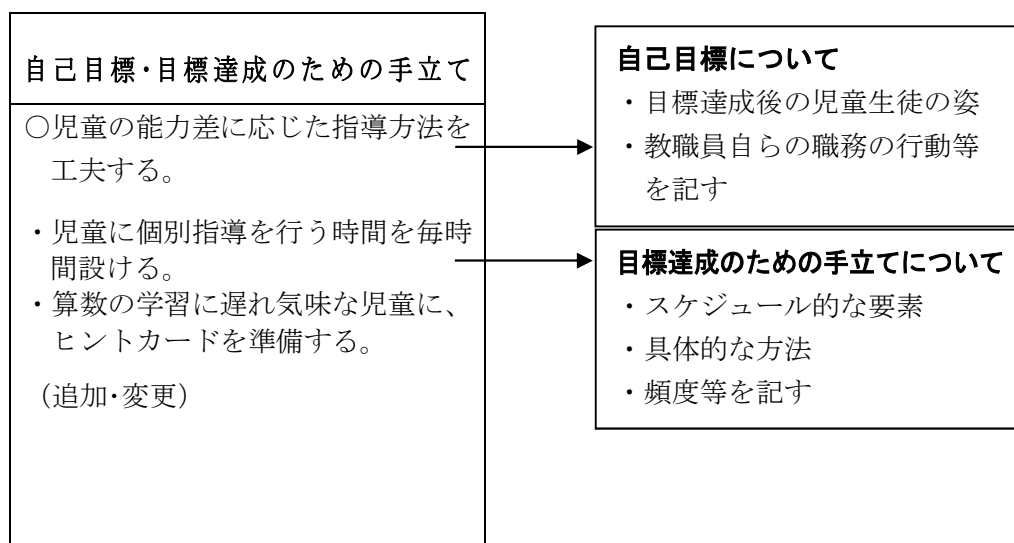 自己目標・目標達成のための手立て
○児童の能力差に応じた指導方法を
工夫する。
・児童に個別指導を行う時間を毎時
間設ける。
・算数の学習に遅れ気味な児童に、
ヒントカードを準備する。
（追加・変更）
自己目標について
・目標達成後の児童生徒の姿
・教職員自らの職務の行動等
を記す
目標達成のための手立てについて
・スケジュール的な要素
・具体的な方法
・頻度等を記す